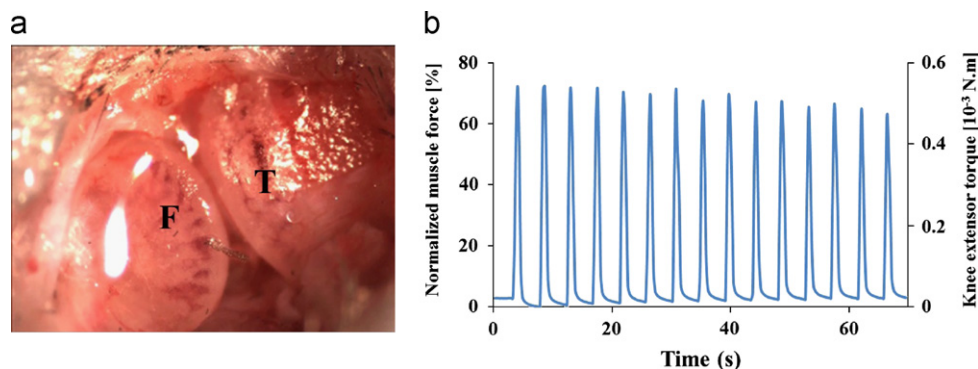 a
F
T
b
Normalized muscle force [%]
80
60
40
20
0
0
20
40
60
Time (s)
0.6
0.4
0.2
0
Knee extensor torque [10-³ N.m]